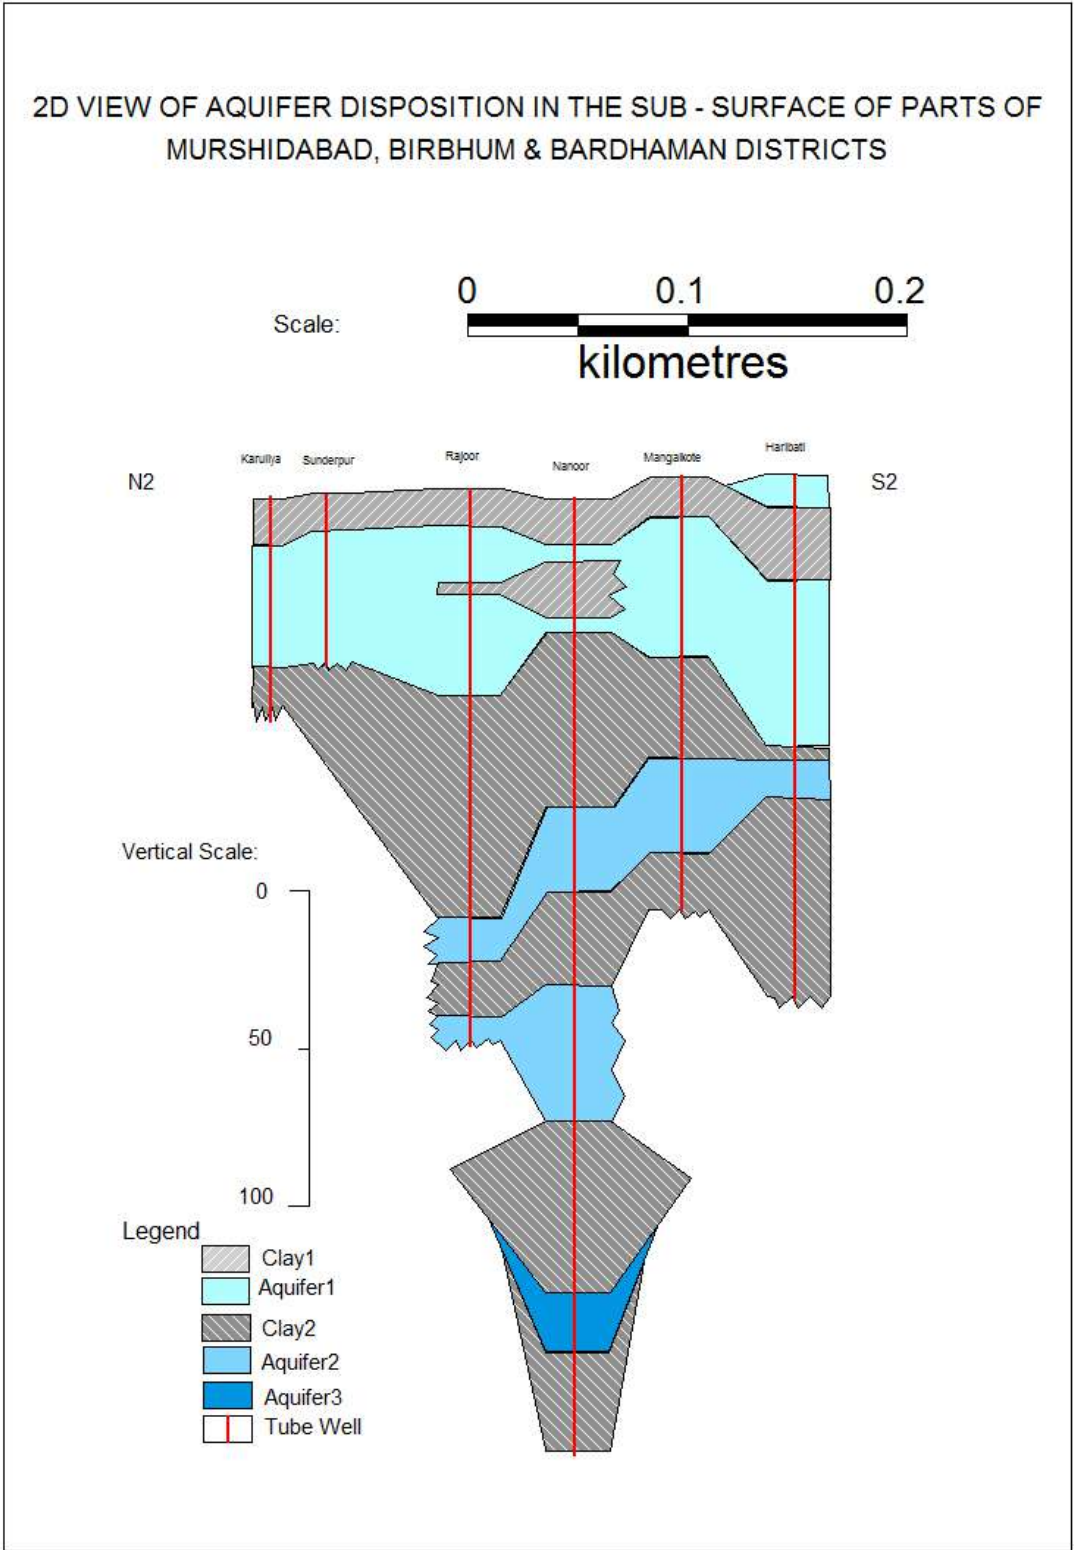 2D VIEW OF AQUIFER DISPOSITION IN THE SUB - SURFACE OF PARTS OF
MURSHIDABAD, BIRBHUM & BARDHAMAN DISTRICTS
0 0.1 0.2
Scale:
kilometres
Karuliya Sunderpur Rajoor Nanoor Mangalkote Haribati
N2 S2
Vertical Scale:
0
50
100
Legend
Clay1
Aquifer1
Clay2
Aquifer2
Aquifer3
Tube Well